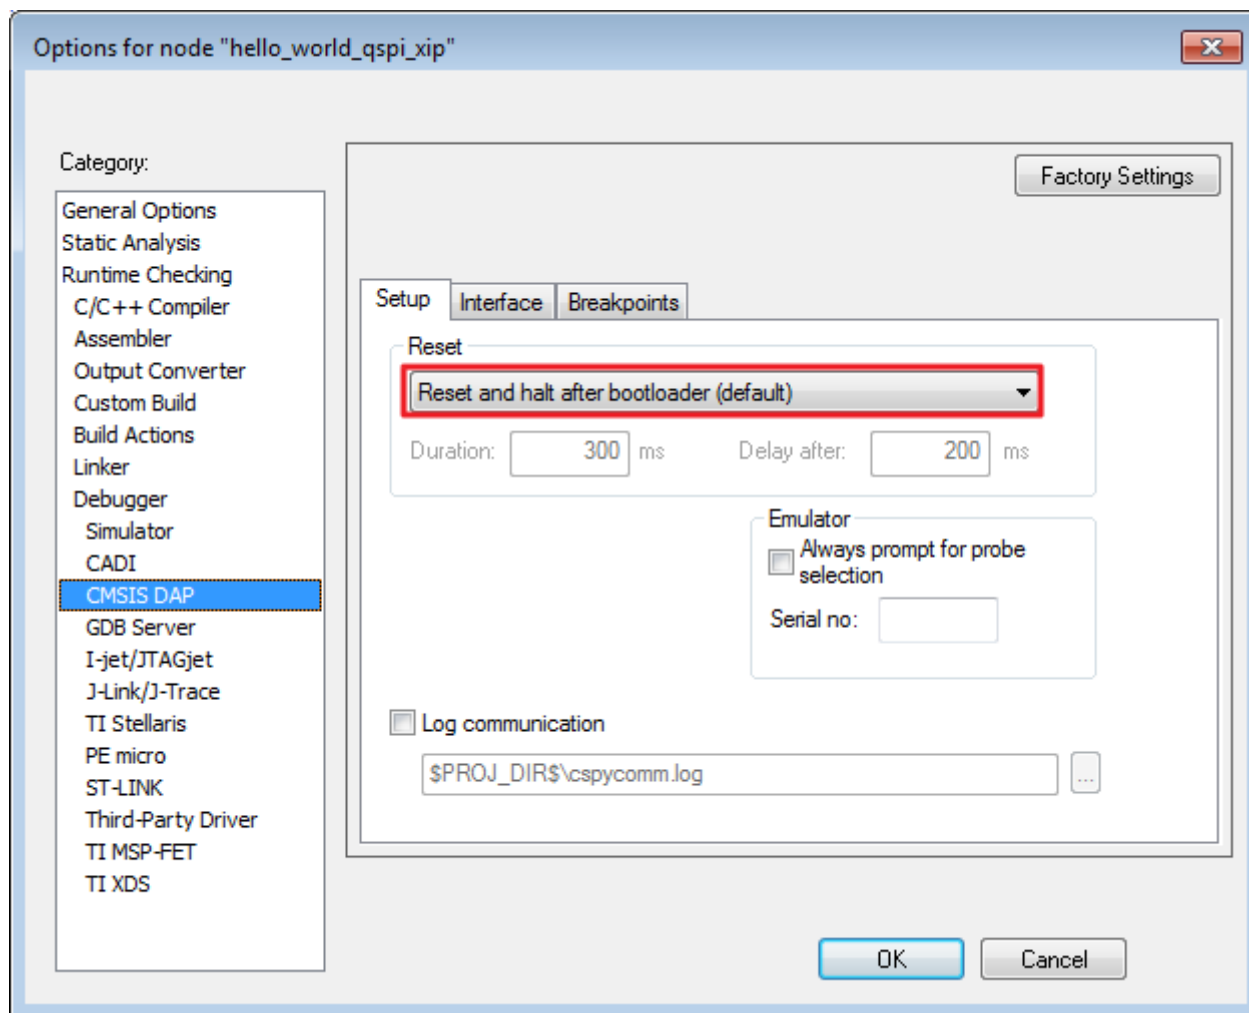 Options for node "hello_world_qspi_xip"
Category:
General Options
Static Analysis
Runtime Checking
C/C++ Compiler
Assembler
Output Converter
Custom Build
Build Actions
Linker
Debugger
Simulator
CADI
CMSIS DAP
GDB Server
I-jet/JTAGjet
J-Link/J-Trace
TI Stellaris
PE micro
ST-LINK
Third-Party Driver
TI MSP-FET
TI XDS
Factory Settings
Setup Interface Breakpoints
Reset
Reset and halt after bootloader (default)
Duration: 300 ms Delay after: 200 ms
Emulator
Always prompt for probe
selection
Serial no:
Log communication
$PROJ_DIR$\cspycomm.log ...
OK Cancel